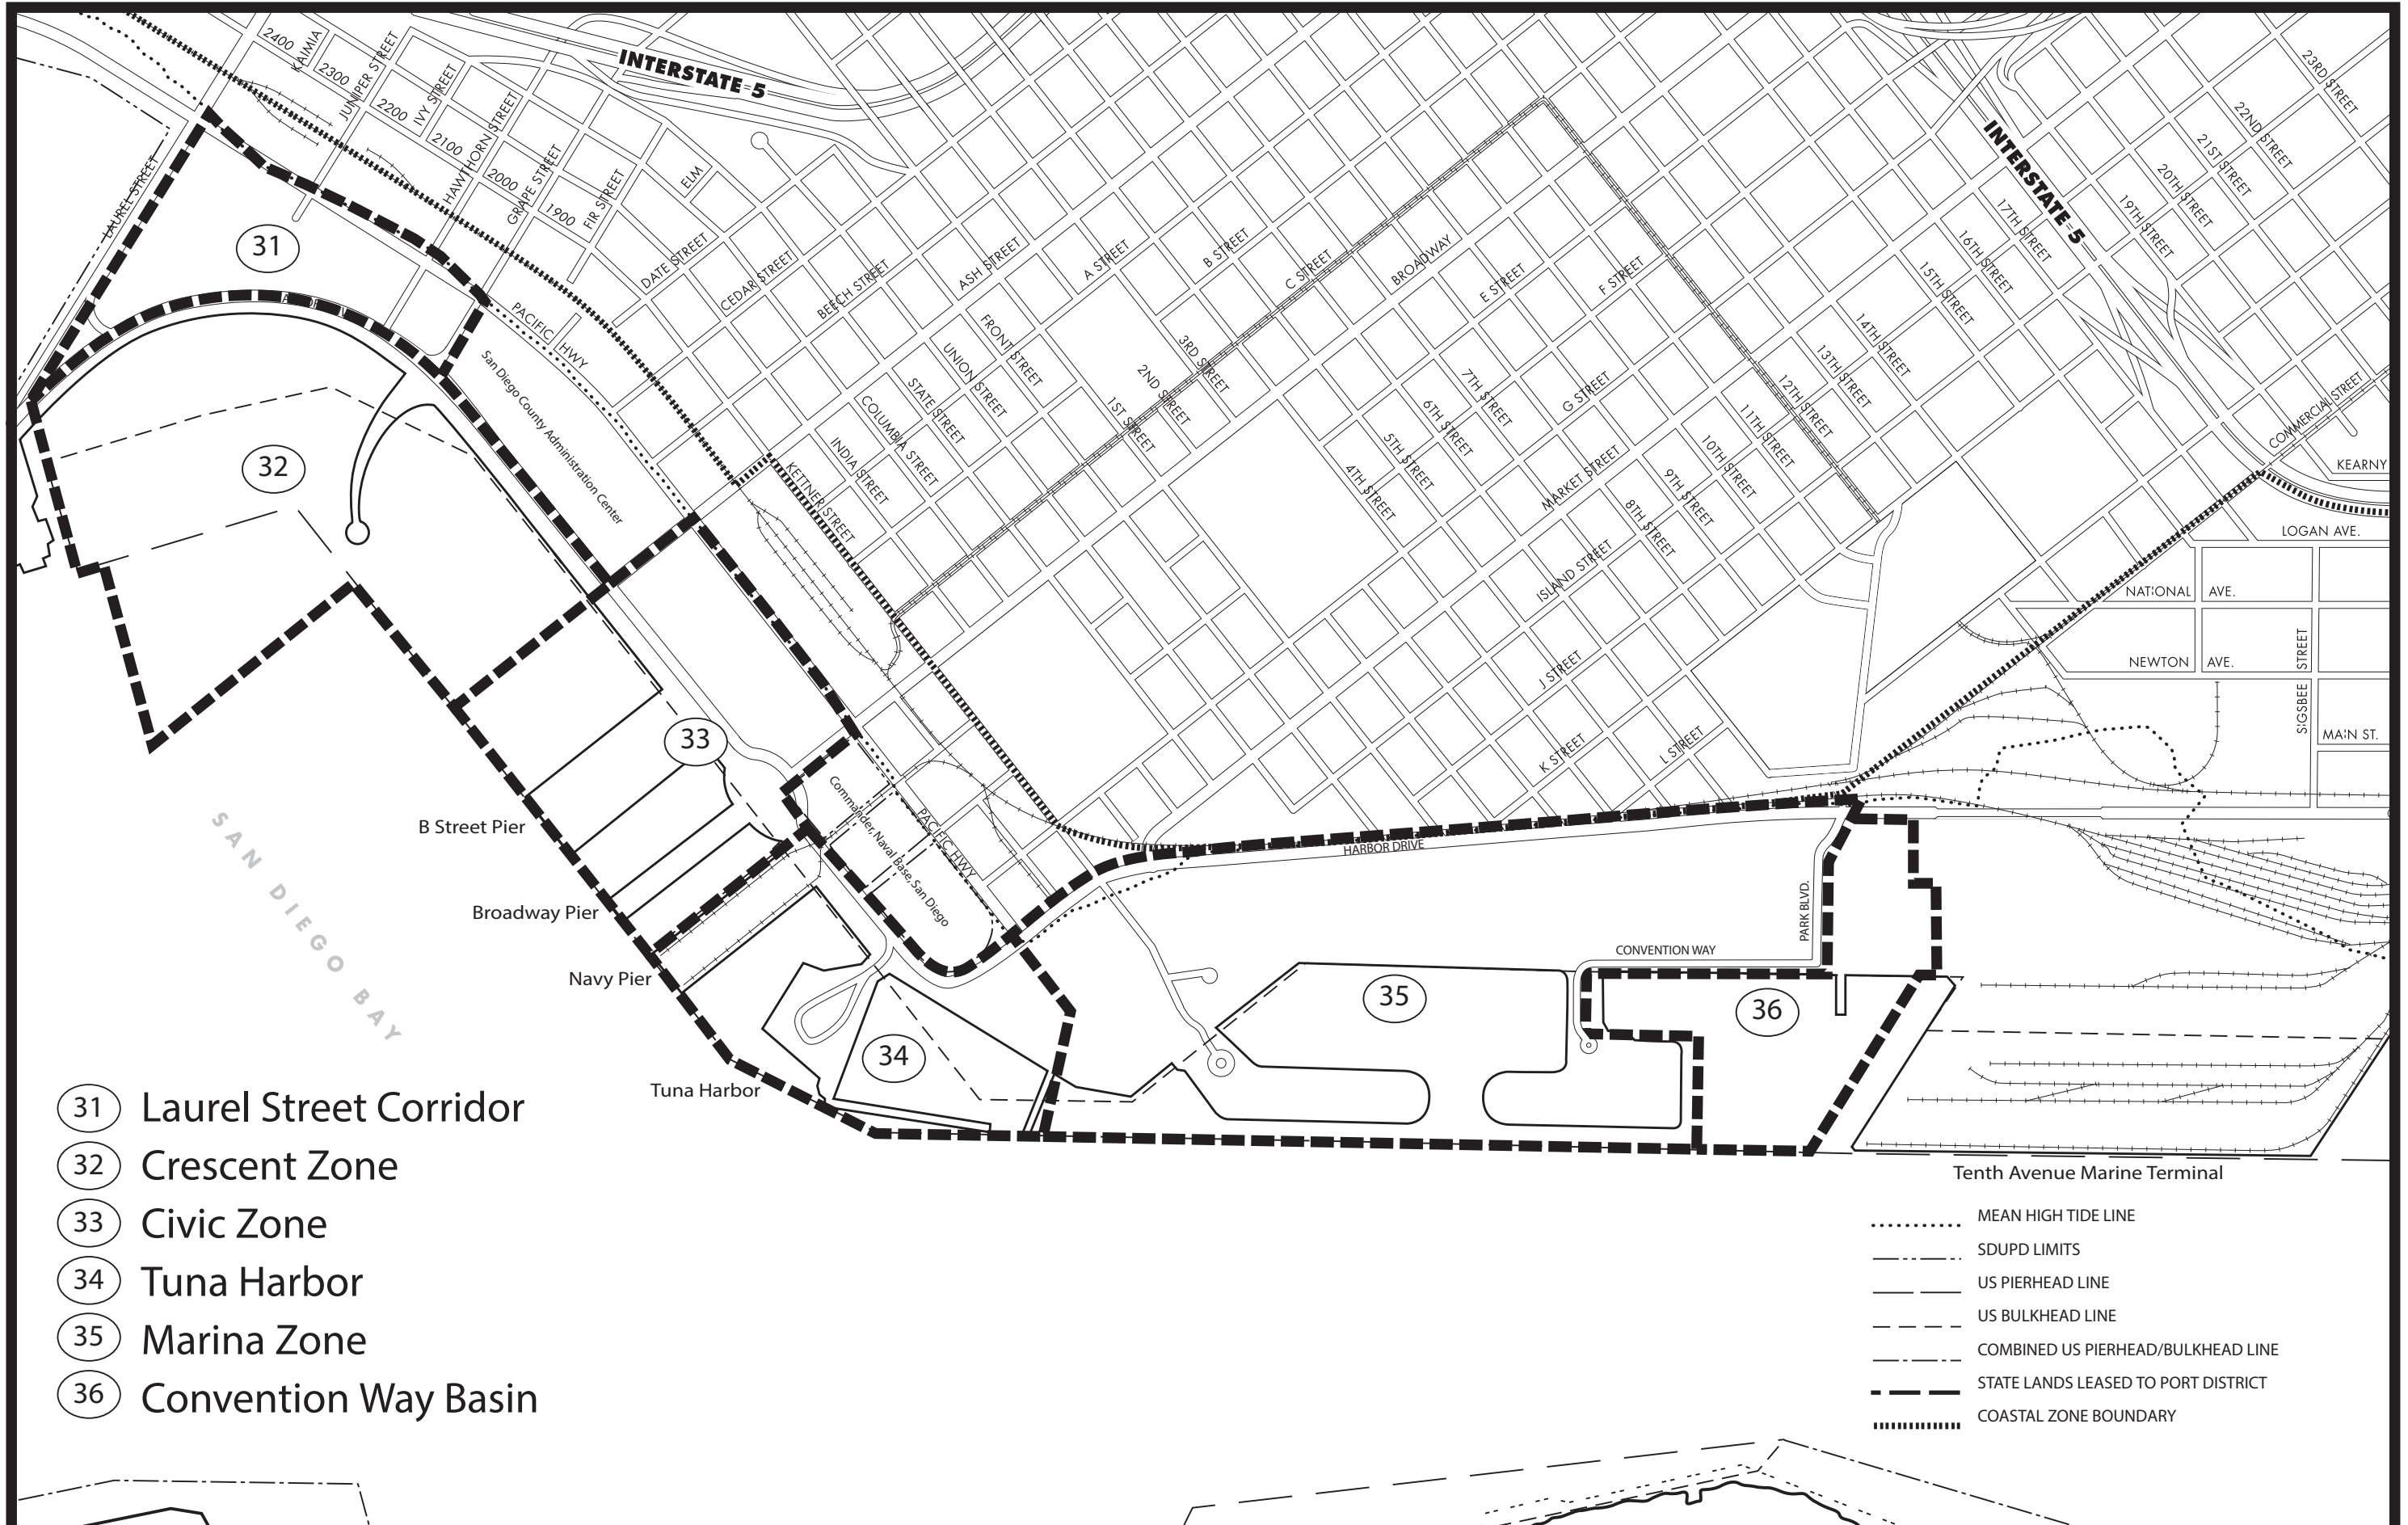 2400
KAIMIA
2300
JUNIPER STREET
2200
IVY STREET
2100
HAWTHORN STREET
2000
GRAPE STREET
1900
FIR STREET
ELM
INTERSTATE 5
LAUREL STREET
DATE STREET
CEDAR STREET
BEECH STREET
ASH STREET
A STREET
B STREET
C STREET
BROADWAY
E STREET
F STREET
G STREET
MARKET STREET
ISLAND STREET
J STREET
K STREET
L STREET
INTERSTATE 5
23RD STREET
22ND STREET
21ST STREET
20TH STREET
19TH STREET
17TH STREET
16TH STREET
15TH STREET
14TH STREET
13TH STREET
12TH STREET
11TH STREET
10TH STREET
9TH STREET
8TH STREET
7TH STREET
6TH STREET
5TH STREET
4TH STREET
3RD STREET
2ND STREET
1ST STREET
FRONT STREET
UNION STREET
STATE STREET
COLUMBIA STREET
INDIA STREET
KETTNER STREET
PACIFIC HWY
San Diego County Administration Center
COMMERCIAL STREET
KEARNY
LOGAN AVE.
NATIONAL AVE.
NEWTON AVE.
SIGSBEE STREET
MAIN ST.
31
32
33
Commander, Naval Base, San Diego
PACIFIC HWY
HARBOR DRIVE
PARK BLVD.
CONVENTION WAY
34
35
36
SAN DIEGO BAY
B Street Pier
Broadway Pier
Navy Pier
Tuna Harbor
Tenth Avenue Marine Terminal
31 Laurel Street Corridor
32 Crescent Zone
33 Civic Zone
34 Tuna Harbor
35 Marina Zone
36 Convention Way Basin
MEAN HIGH TIDE LINE
SDUPD LIMITS
US PIERHEAD LINE
US BULKHEAD LINE
COMBINED US PIERHEAD/BULKHEAD LINE
STATE LANDS LEASED TO PORT DISTRICT
COASTAL ZONE BOUNDARY